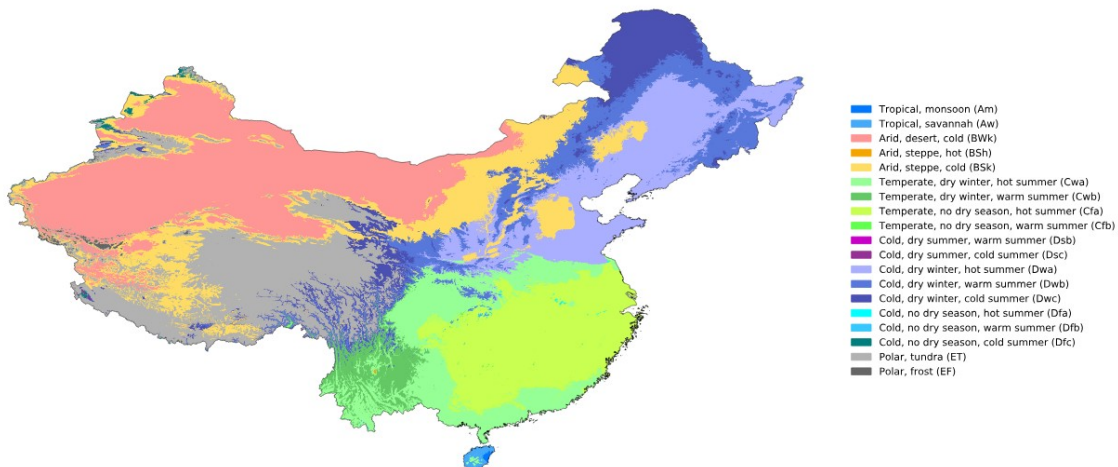 Tropical, monsoon (Am)
Tropical, savannah (Aw)
Arid, desert, cold (BWk)
Arid, steppe, hot (BSh)
Arid, steppe, cold (BSk)
Temperate, dry winter, hot summer (Cwa)
Temperate, dry winter, warm summer (Cwb)
Temperate, no dry season, hot summer (Cfa)
Temperate, no dry season, warm summer (Cfb)
Cold, dry summer, warm summer (Dsb)
Cold, dry summer, cold summer (Dsc)
Cold, dry winter, hot summer (Dwa)
Cold, dry winter, warm summer (Dwb)
Cold, dry winter, cold summer (Dwc)
Cold, no dry season, hot summer (Dfa)
Cold, no dry season, warm summer (Dfb)
Cold, no dry season, cold summer (Dfc)
Polar, tundra (ET)
Polar, frost (EF)